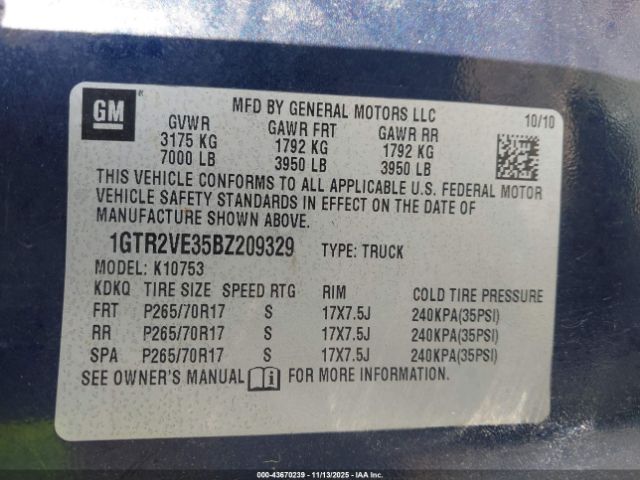 GM
MFD BY GENERAL MOTORS LLC
10/10
GVWR GAWR FRT GAWR RR
3175 KG 1792 KG 1792 KG
7000 LB 3950 LB 3950 LB
THIS VEHICLE CONFORMS TO ALL APPLICABLE U.S. FEDERAL MOTOR
VEHICLE SAFETY STANDARDS IN EFFECT ON THE DATE OF
MANUFACTURE SHOWN ABOVE.
1GTR2VE35BZ209329 TYPE: TRUCK
MODEL: K10753
KDKQ TIRE SIZE SPEED RTG RIM COLD TIRE PRESSURE
FRT P265/70R17 S 17X7.5J 240KPA(35PSI)
RR P265/70R17 S 17X7.5J 240KPA(35PSI)
SPA P265/70R17 S 17X7.5J 240KPA(35PSI)
SEE OWNER'S MANUAL FOR MORE INFORMATION.
000-43670239 - 11/13/2025 - IAA.COM